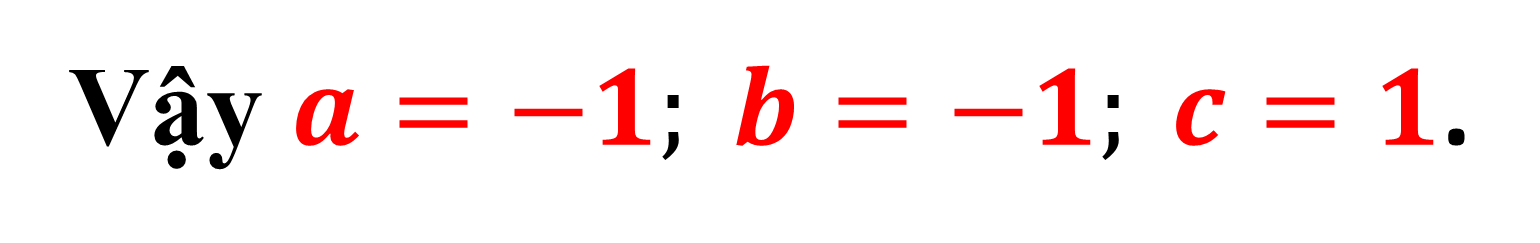 Vậy a = −1; b = −1; c = 1.